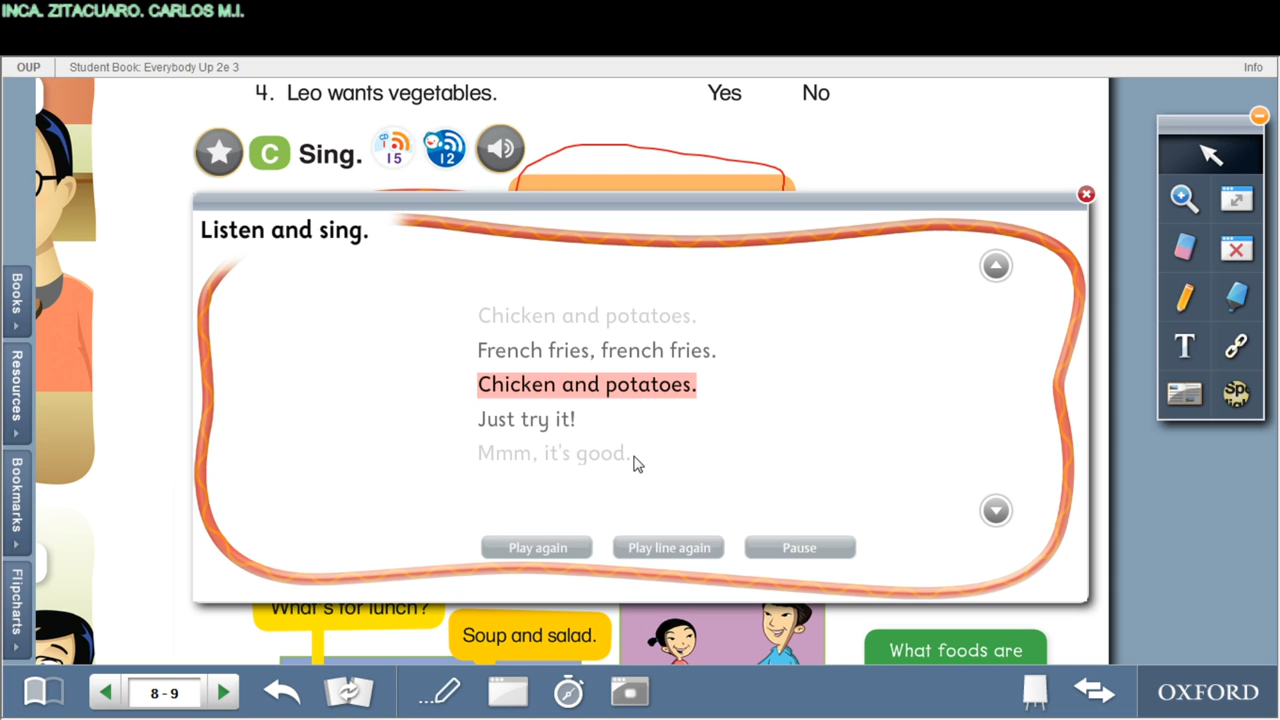 INCA. ZITACUARO. CARLOS M.I.
OUP Student Book: Everybody Up 2e 3 Info
4. Leo wants vegetables. Yes No
C Sing. CD 1 15 12
Listen and sing.
Chicken and potatoes.
French fries, french fries.
Chicken and potatoes.
Just try it!
Mmm, it's good.
Play again Play line again Pause
What's for lunch?
Soup and salad.
What foods are
Books
Resources
Bookmarks
Flipcharts
T
8 - 9
OXFORD